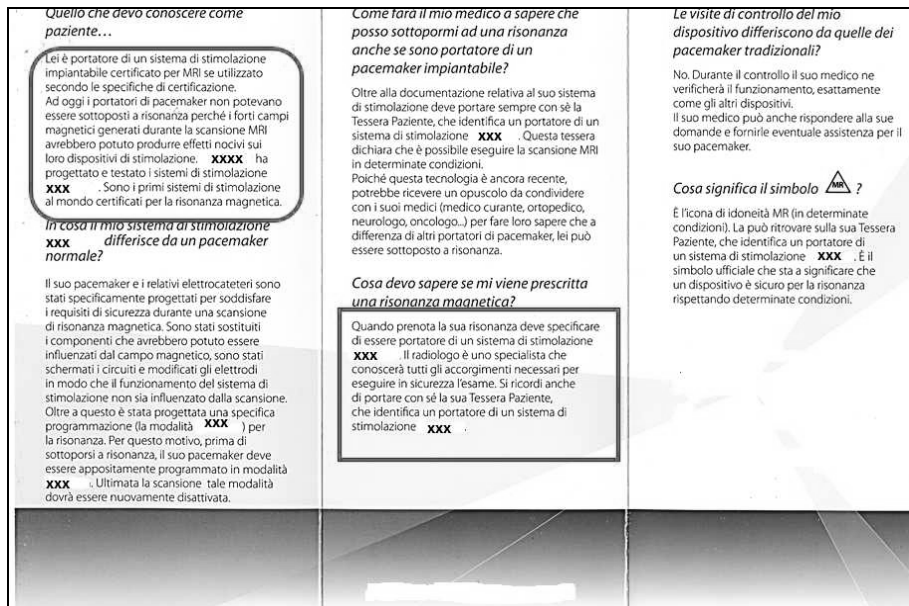 Quello che devo conoscere come
paziente…
Lei è portatore di un sistema di stimolazione
impiantabile certificato per MRI se utilizzato
secondo le specifiche di certificazione.
Ad oggi i portatori di pacemaker non potevano
essere sottoposti a risonanza perché i forti campi
magnetici generati durante la scansione MRI
avrebbero potuto produrre effetti nocivi sui
loro dispositivi di stimolazione. XXXX ha
progettato e testato i sistemi di stimolazione
XXX . Sono i primi sistemi di stimolazione
al mondo certificati per la risonanza magnetica.
In cosa il mio sistema di stimolazione
XXX differisce da un pacemaker
normale?
Il suo pacemaker e i relativi elettrocateteri sono
stati specificamente progettati per soddisfare
i requisiti di sicurezza durante una scansione
di risonanza magnetica. Sono stati sostituiti
i componenti che avrebbero potuto essere
influenzati dal campo magnetico, sono stati
schermati i circuiti e modificati gli elettrodi
in modo che il funzionamento del sistema di
stimolazione non sia influenzato dalla scansione.
Oltre a questo è stata progettata una specifica
programmazione (la modalità XXX ) per
la risonanza. Per questo motivo, prima di
sottoporsi a risonanza, il suo pacemaker deve
essere appositamente programmato in modalità
XXX . Ultimata la scansione tale modalità
dovrà essere nuovamente disattivata.
Come farà il mio medico a sapere che
posso sottopormi ad una risonanza
anche se sono portatore di un
pacemaker impiantabile?
Oltre alla documentazione relativa al suo sistema
di stimolazione deve portare sempre con sè la
Tessera Paziente, che identifica un portatore di un
sistema di stimolazione XXX . Questa tessera
dichiara che è possibile eseguire la scansione MRI
in determinate condizioni.
Poiché questa tecnologia è ancora recente,
potrebbe ricevere un opuscolo da condividere
con i suoi medici (medico curante, ortopedico,
neurologo, oncologo...) per fare loro sapere che a
differenza di altri portatori di pacemaker, lei può
essere sottoposto a risonanza.
Cosa devo sapere se mi viene prescritta
una risonanza magnetica?
Quando prenota la sua risonanza deve specificare
di essere portatore di un sistema di stimolazione
XXX . Il radiologo è uno specialista che
conoscerà tutti gli accorgimenti necessari per
eseguire in sicurezza l'esame. Si ricordi anche
di portare con sé la sua Tessera Paziente,
che identifica un portatore di un sistema di
stimolazione XXX .
Le visite di controllo del mio
dispositivo differiscono da quelle dei
pacemaker tradizionali?
No. Durante il controllo il suo medico ne
verificherà il funzionamento, esattamente
come gli altri dispositivi.
Il suo medico può anche rispondere alla sue
domande e fornirle eventuale assistenza per il
suo pacemaker.
Cosa significa il simbolo MR ?
È l'icona di idoneità MR (in determinate
condizioni). La può ritrovare sulla sua Tessera
Paziente, che identifica un portatore di
un sistema di stimolazione XXX . È il
simbolo ufficiale che sta a significare che
un dispositivo è sicuro per la risonanza
rispettando determinate condizioni.